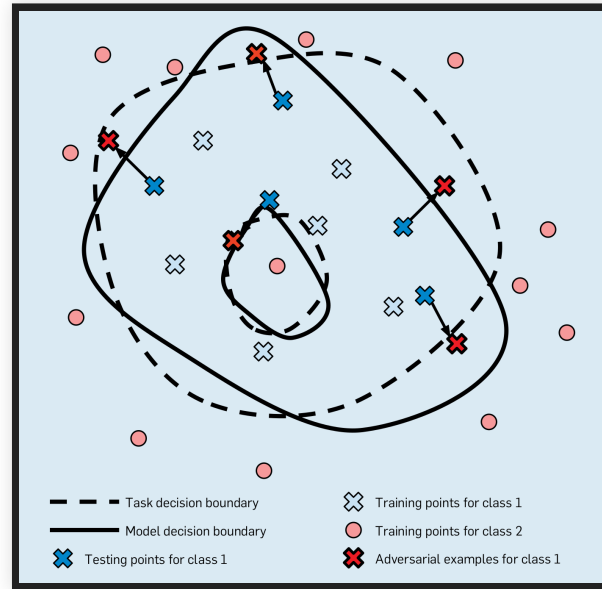 Task decision boundary
Training points for class 1
Model decision boundary
Training points for class 2
Testing points for class 1
Adversarial examples for class 1